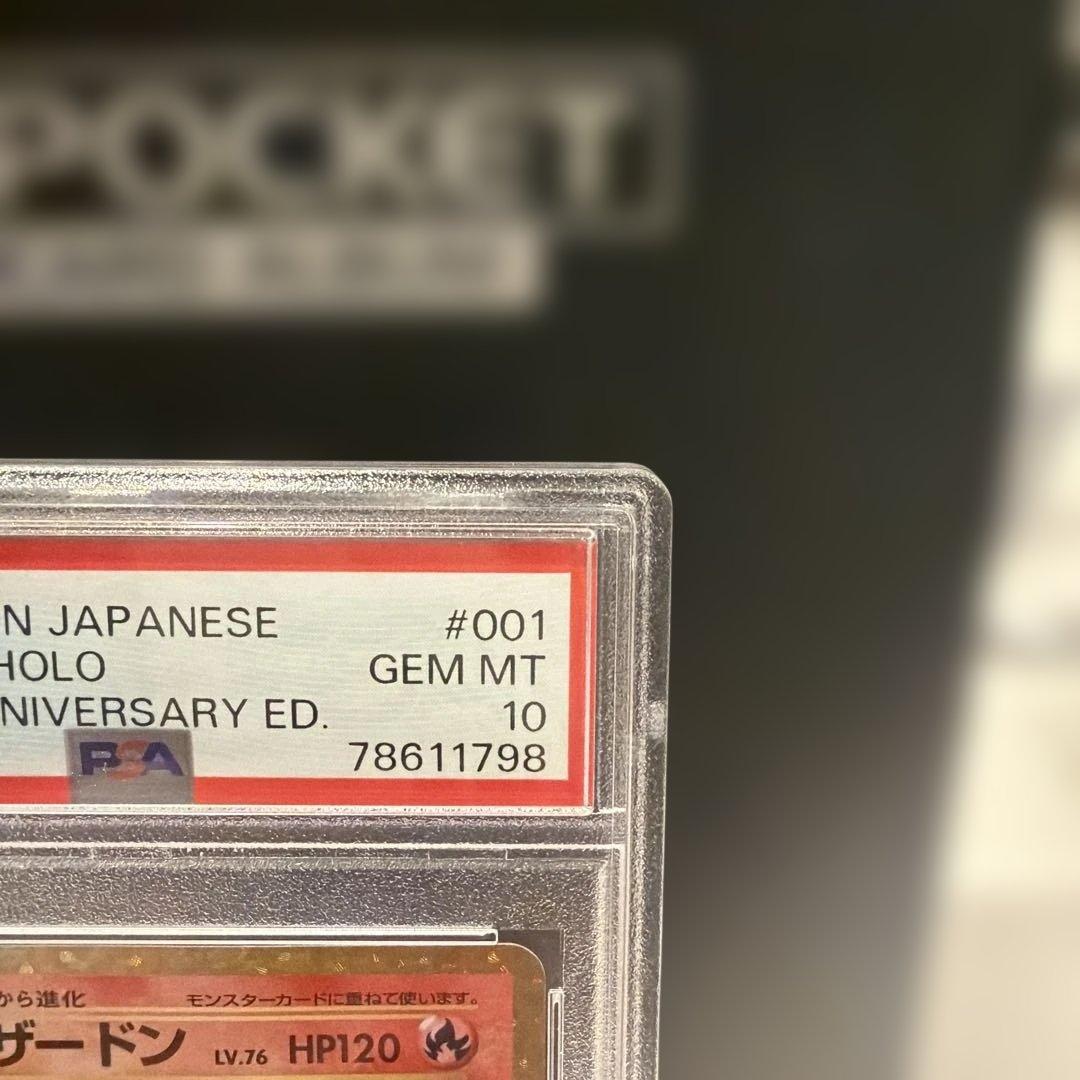 POCKET
N JAPANESE #001
HOLO GEM MT
NIVERSARY ED. 10
PSA 78611798
から進化 モンスターカードに重ねて使います。
ザードン LV.76 HP120